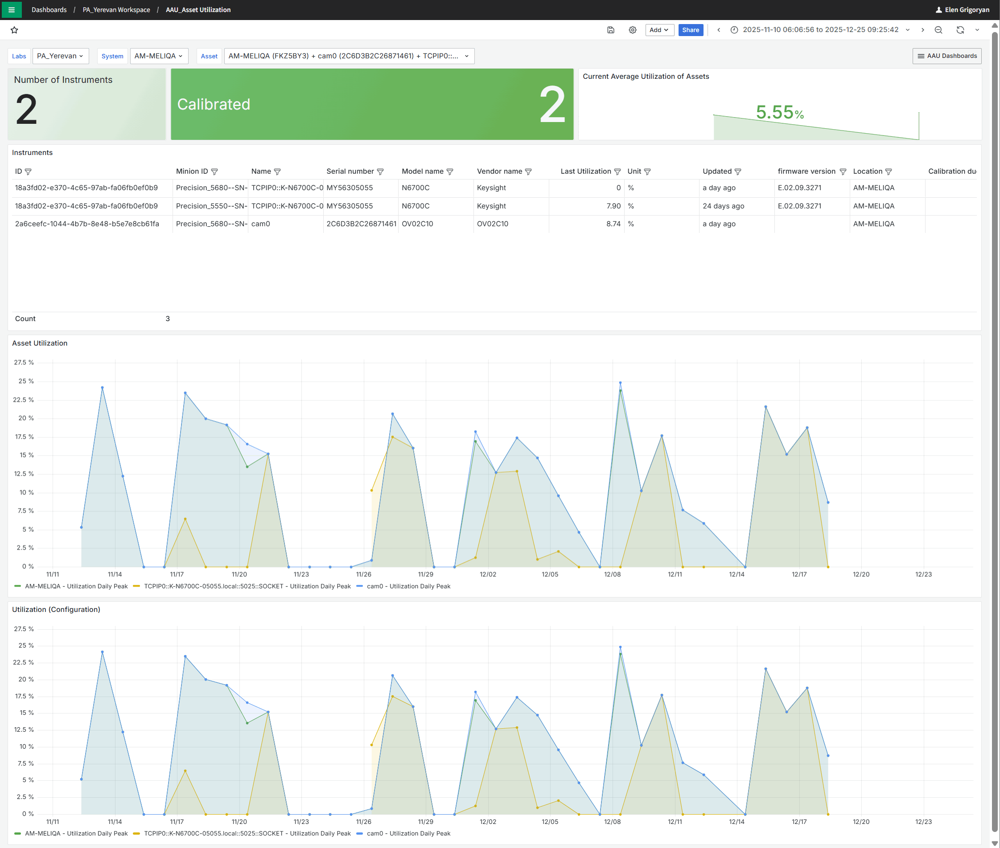 Dashboards / PA_Yerevan Workspace / AAU_Asset Utilization Elen Grigoryan
Add Share 2025-11-10 06:06:56 to 2025-12-25 09:25:42
Labs PA_Yerevan System AM-MELIQA Asset AM-MELIQA (FKZ5BY3) + cam0 (2C6D3B2C26871461) + TCPIP0::... AAU Dashboards
Number of Instruments
2
Calibrated
2
Current Average Utilization of Assets
5.55%
Instruments
ID Minion ID Name Serial number Model name Vendor name Last Utilization Unit Updated firmware version Location Calibration du
18a3fd02-e370-4c65-97ab-fa06fb0ef0b9 Precision_5680--SN- TCPIP0::K-N6700C-0 MY56305055 N6700C Keysight 0 % a day ago E.02.09.3271 AM-MELIQA
18a3fd02-e370-4c65-97ab-fa06fb0ef0b9 Precision_5550--SN- TCPIP0::K-N6700C-0 MY56305055 N6700C Keysight 7.90 % 24 days ago E.02.09.3271 AM-MELIQA
2a6ceefc-1044-4b7b-8e48-b5e7e8cb61fa Precision_5680--SN- cam0 2C6D3B2C26871461 OV02C10 OV02C10 8.74 % a day ago AM-MELIQA
Count 3
Asset Utilization
27.5 %
25 %
22.5 %
20 %
17.5 %
15 %
12.5 %
10 %
7.5 %
5 %
2.5 %
0 %
11/11 11/14 11/17 11/20 11/23 11/26 11/29 12/02 12/05 12/08 12/11 12/14 12/17 12/20 12/23
AM-MELIQA - Utilization Daily Peak TCPIP0::K-N6700C-05055.local::5025::SOCKET - Utilization Daily Peak cam0 - Utilization Daily Peak
Utilization (Configuration)
27.5 %
25 %
22.5 %
20 %
17.5 %
15 %
12.5 %
10 %
7.5 %
5 %
2.5 %
0 %
11/11 11/14 11/17 11/20 11/23 11/26 11/29 12/02 12/05 12/08 12/11 12/14 12/17 12/20 12/23
AM-MELIQA - Utilization Daily Peak TCPIP0::K-N6700C-05055.local::5025::SOCKET - Utilization Daily Peak cam0 - Utilization Daily Peak